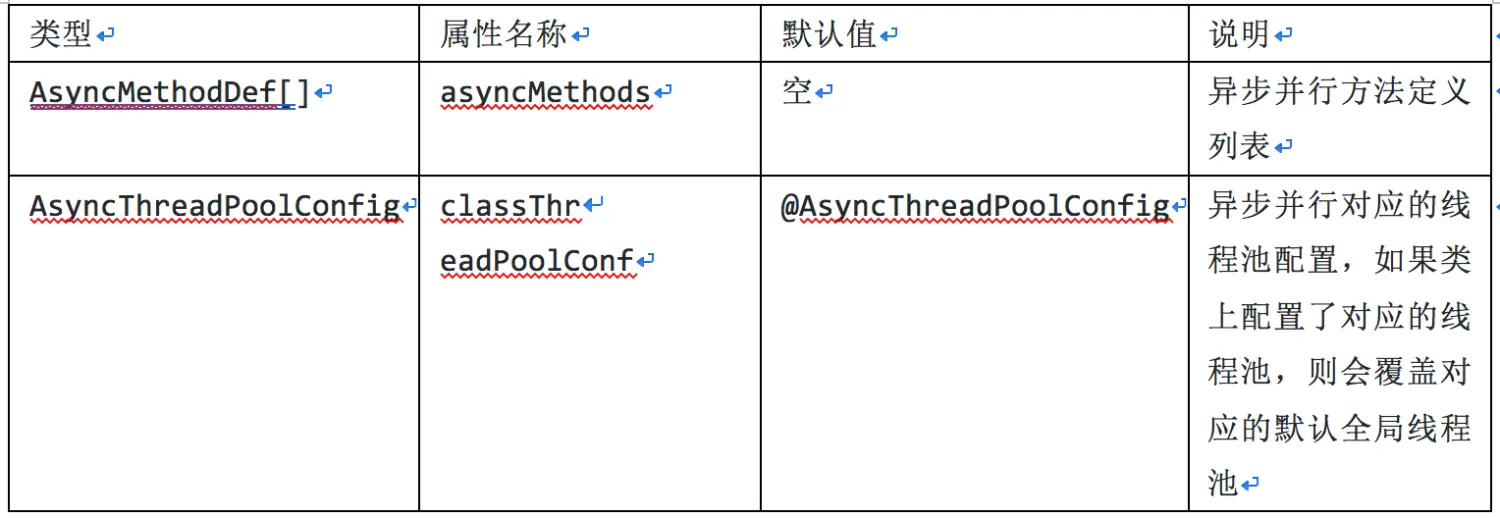 类型 属性名称 默认值 说明
AsyncMethodDef[] asyncMethods 空 异步并行方法定义
列表
AsyncThreadPoolConfig classThr @AsyncThreadPoolConfig 异步并行对应的线
eadPoolConf 程池配置，如果类
上配置了对应的线
程池，则会覆盖对
应的默认全局线程
池